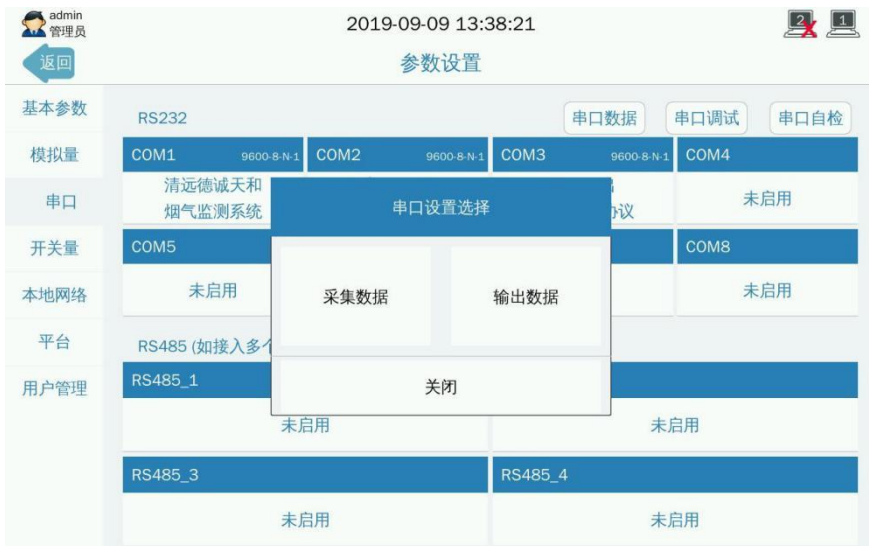 admin
管理员
2019-09-09 13:38:21
2
1
返回
参数设置
基本参数
模拟量
串口
开关量
本地网络
平台
用户管理
RS232
串口数据
串口调试
串口自检
COM1 9600-8-N-1
COM2 9600-8-N-1
COM3 9600-8-N-1
COM4
清远德诚天和
烟气监测系统
协议
未启用
COM5
COM8
未启用
未启用
串口设置选择
采集数据
输出数据
关闭
RS485 (如接入多个
RS485_1
未启用
未启用
RS485_3
RS485_4
未启用
未启用